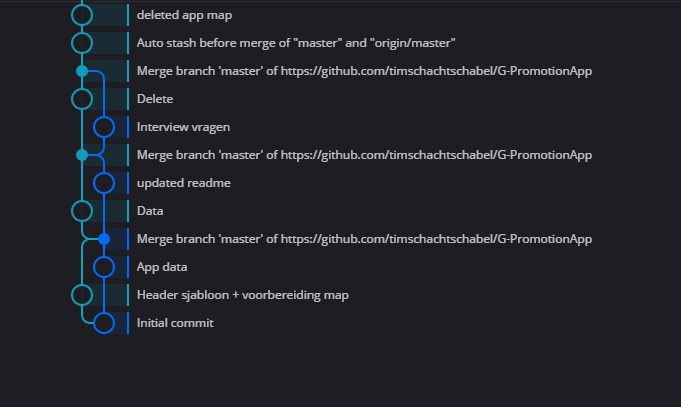 deleted app map
Auto stash before merge of "master" and "origin/master"
Merge branch 'master' of https://github.com/timschachtschabel/G-PromotionApp
Delete
Interview vragen
Merge branch 'master' of https://github.com/timschachtschabel/G-PromotionApp
updated readme
Data
Merge branch 'master' of https://github.com/timschachtschabel/G-PromotionApp
App data
Header sjabloon + voorbereiding map
Initial commit